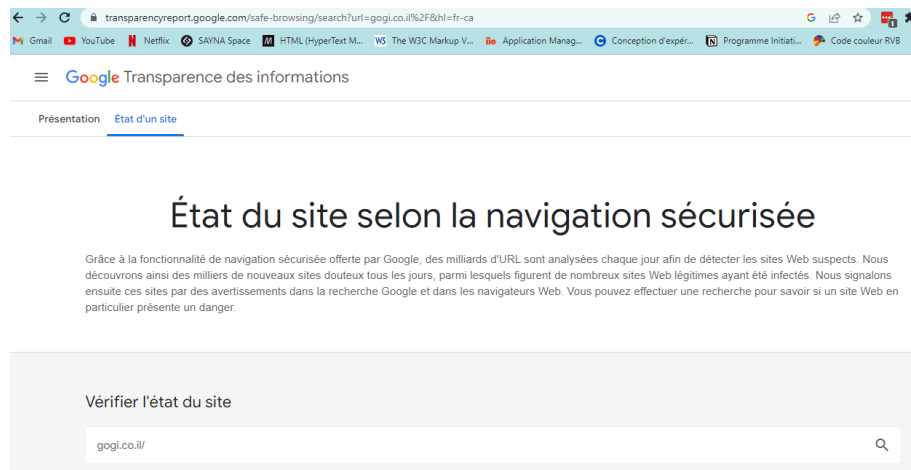 transparencyreport.google.com/safe-browsing/search?url=gogi.co.il%2F&hl=fr-ca
Gmail YouTube Netflix SAYNA Space HTML (HyperText M... The W3C Markup V... Application Manag... Conception d'expér... Programme Initiati... Code couleur RVB
Google Transparence des informations
Présentation État d'un site
État du site selon la navigation sécurisée
Grâce à la fonctionnalité de navigation sécurisée offerte par Google, des milliards d'URL sont analysées chaque jour afin de détecter les sites Web suspects. Nous
découvrons ainsi des milliers de nouveaux sites douteux tous les jours, parmi lesquels figurent de nombreux sites Web légitimes ayant été infectés. Nous signalons
ensuite ces sites par des avertissements dans la recherche Google et dans les navigateurs Web. Vous pouvez effectuer une recherche pour savoir si un site Web en
particulier présente un danger.
Vérifier l'état du site
gogi.co.il/